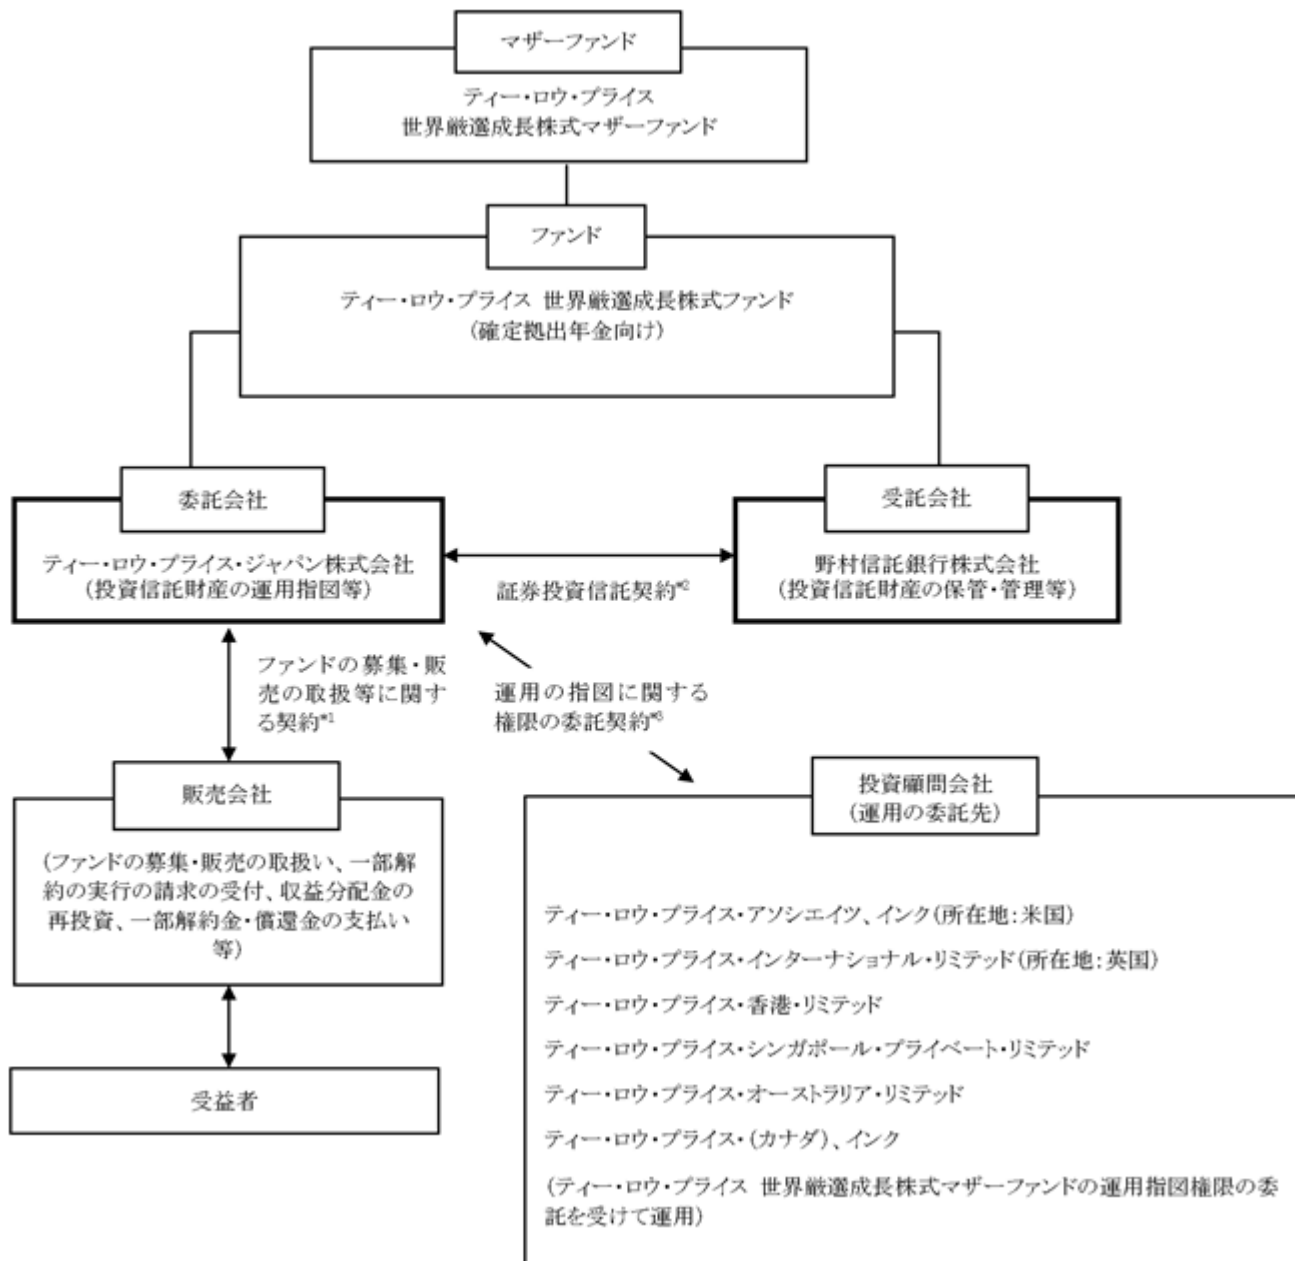 マザーファンド
ティー・ロウ・プライス
世界厳選成長株式マザーファンド
ファンド
ティー・ロウ・プライス 世界厳選成長株式ファンド
(確定拠出年金向け)
委託会社
ティー・ロウ・プライス・ジャパン株式会社
(投資信託財産の運用指図等)
証券投資信託契約*2
受託会社
野村信託銀行株式会社
(投資信託財産の保管・管理等)
ファンドの募集・販
売の取扱等に関す
る契約*1
運用の指図に関する
権限の委託契約*3
販売会社
(ファンドの募集・販売の取扱い、一部解
約の実行の請求の受付、収益分配金の
再投資、一部解約金・償還金の支払い
等)
受益者
投資顧問会社
(運用の委託先)
ティー・ロウ・プライス・アソシエイツ、インク(所在地:米国)
ティー・ロウ・プライス・インターナショナル・リミテッド(所在地:英国)
ティー・ロウ・プライス・香港・リミテッド
ティー・ロウ・プライス・シンガポール・プライベート・リミテッド
ティー・ロウ・プライス・オーストラリア・リミテッド
ティー・ロウ・プライス・(カナダ)、インク
(ティー・ロウ・プライス 世界厳選成長株式マザーファンドの運用指図権限の委
託を受けて運用)